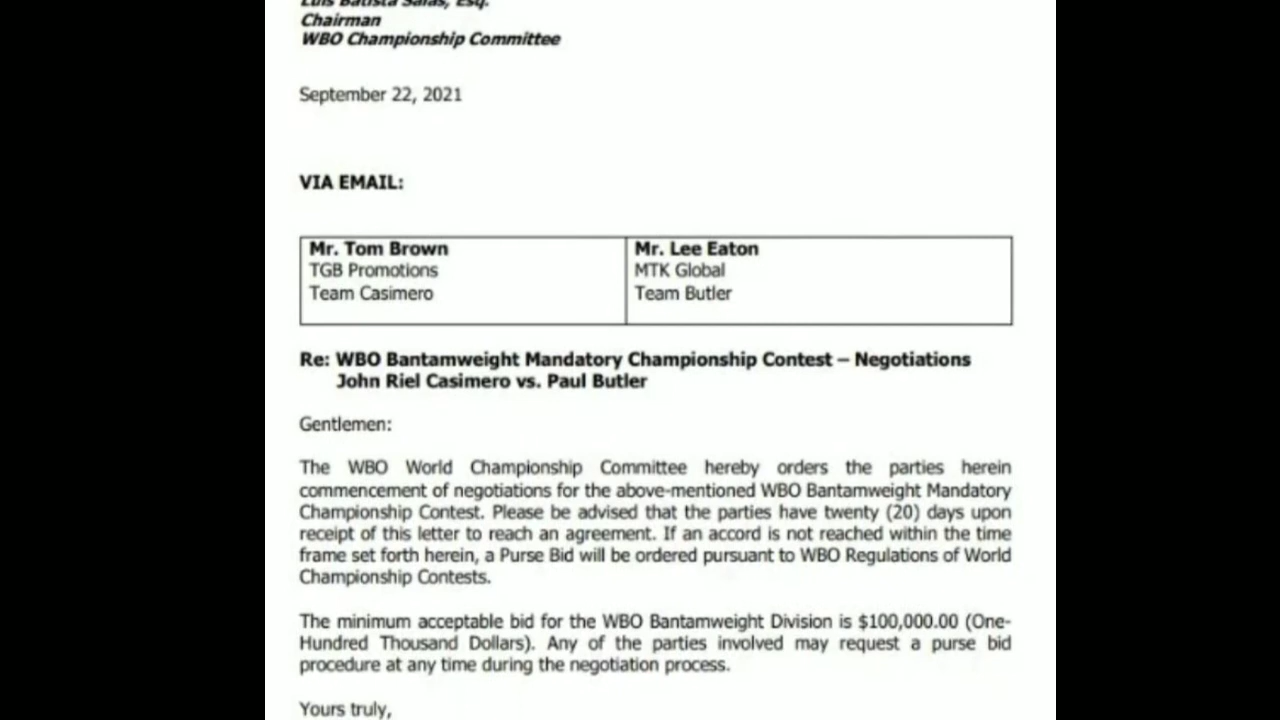 Luis Batista Salas, Esq.
Chairman
WBO Championship Committee
September 22, 2021
VIA EMAIL:
Mr. Tom Brown
TGB Promotions
Team Casimero
Mr. Lee Eaton
MTK Global
Team Butler
Re: WBO Bantamweight Mandatory Championship Contest – Negotiations
John Riel Casimero vs. Paul Butler
Gentlemen:
The WBO World Championship Committee hereby orders the parties herein
commencement of negotiations for the above-mentioned WBO Bantamweight Mandatory
Championship Contest. Please be advised that the parties have twenty (20) days upon
receipt of this letter to reach an agreement. If an accord is not reached within the time
frame set forth herein, a Purse Bid will be ordered pursuant to WBO Regulations of World
Championship Contests.
The minimum acceptable bid for the WBO Bantamweight Division is $100,000.00 (One-
Hundred Thousand Dollars). Any of the parties involved may request a purse bid
procedure at any time during the negotiation process.
Yours truly,